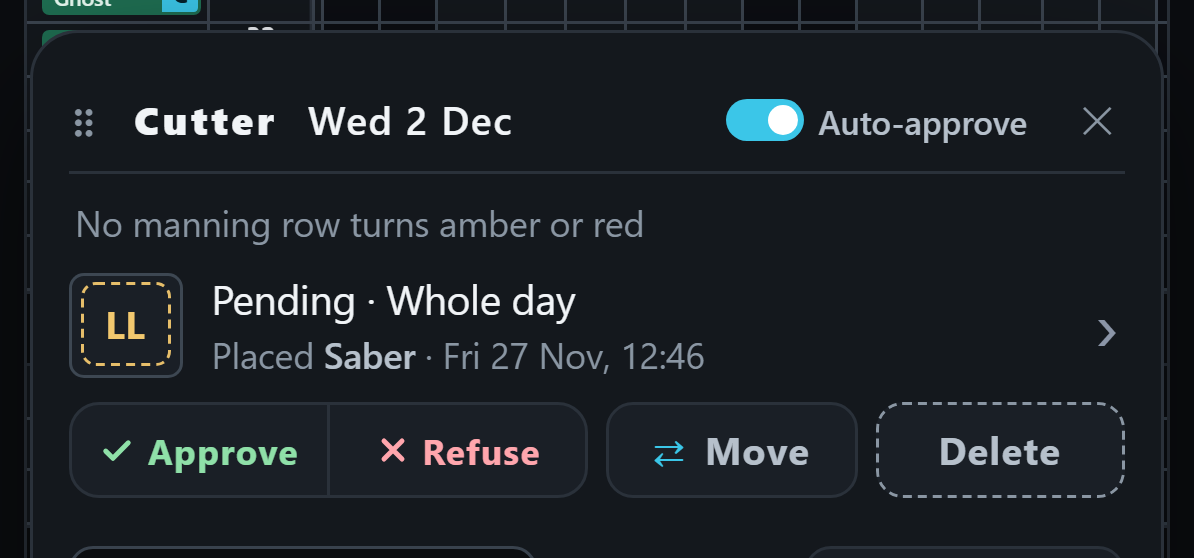 Ghost
Cutter Wed 2 Dec Auto-approve
No manning row turns amber or red
LL
Pending · Whole day
Placed Saber · Fri 27 Nov, 12:46
Approve Refuse Move Delete